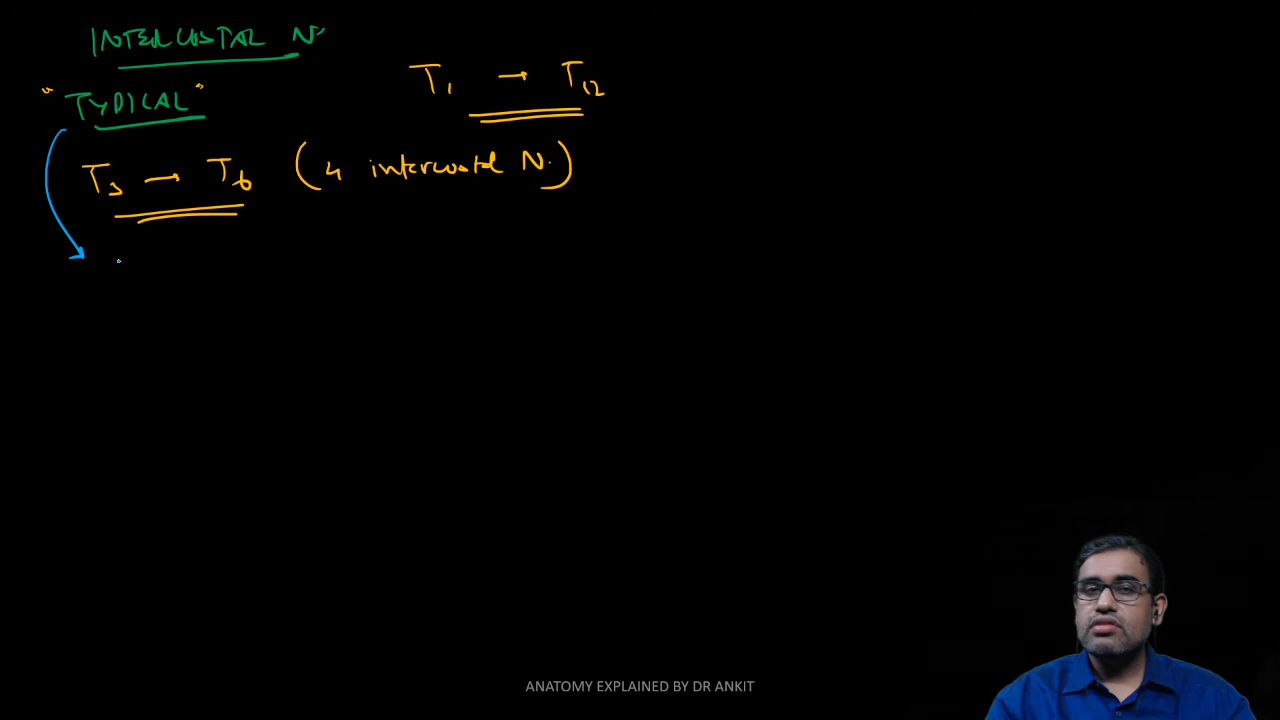 INTERCOSTAL N.
"TYPICAL"
T1 → T12
T3 → T6 (4 intercostal N.)
ANATOMY EXPLAINED BY DR ANKIT